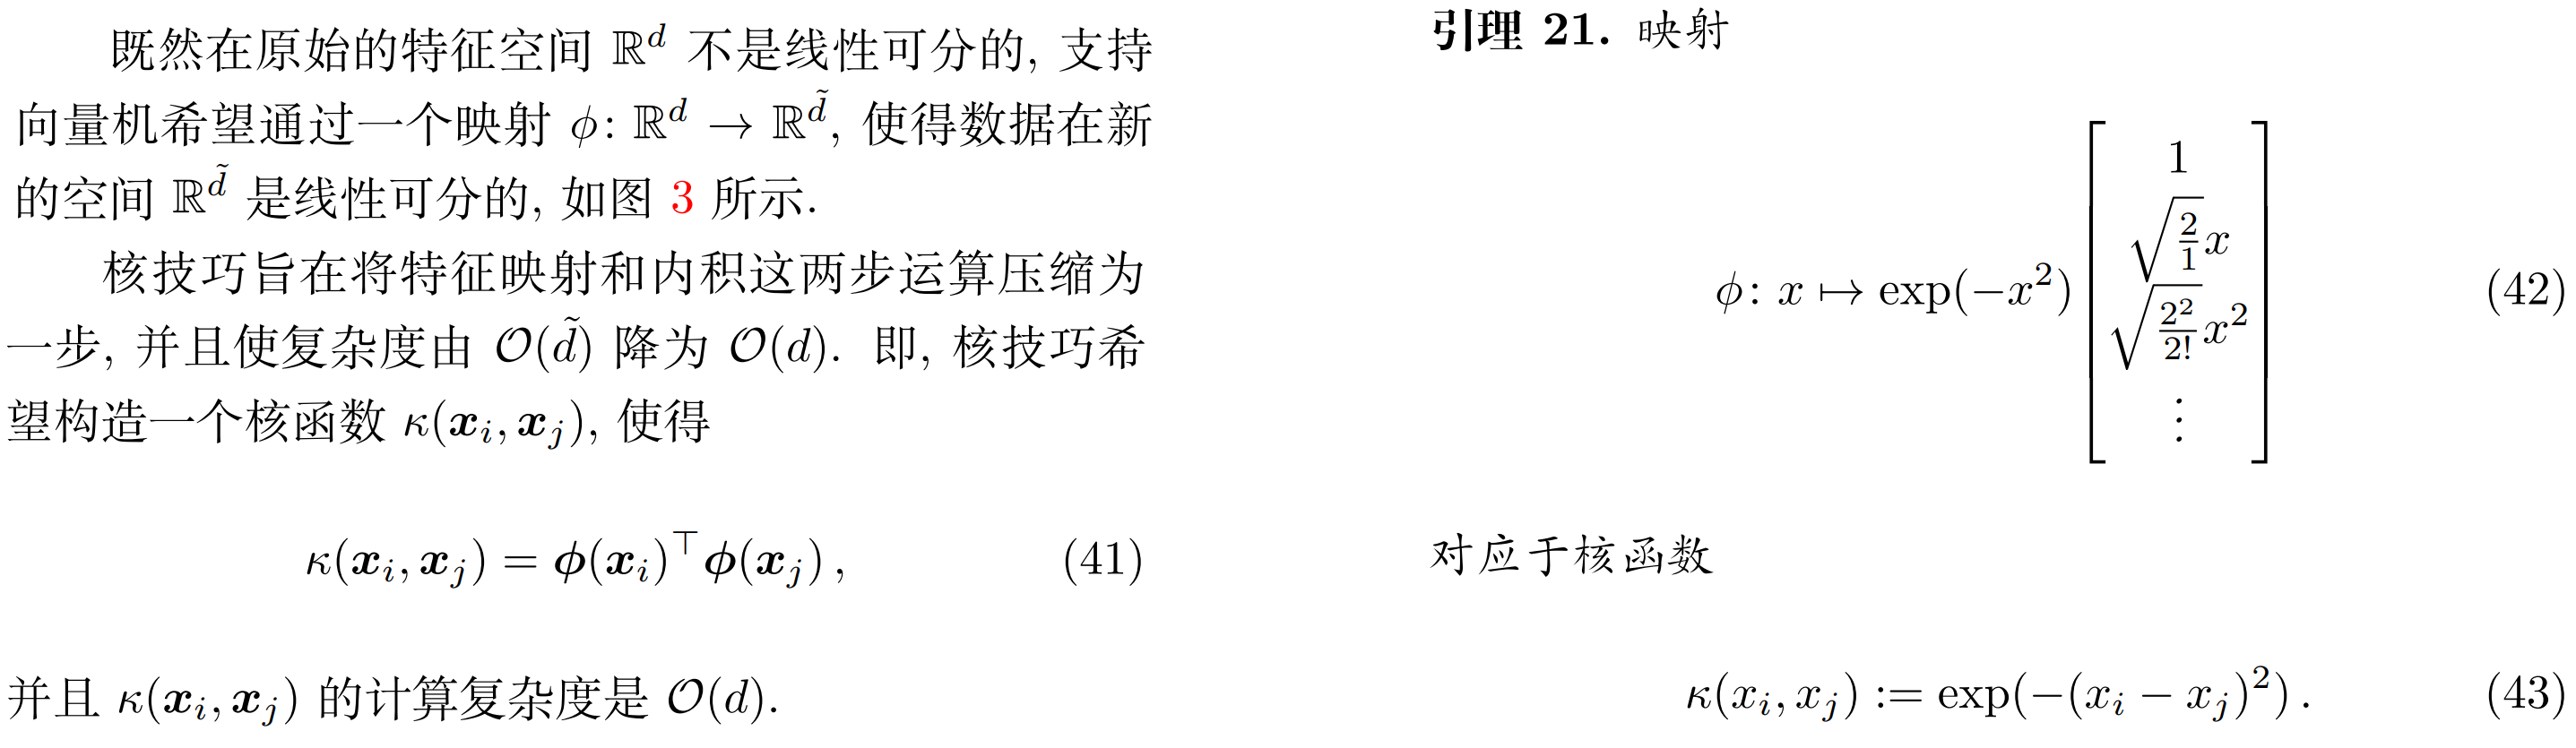 既然在原始的特征空间 $\mathbb{R}^d$ 不是线性可分的, 支持
向量机希望通过一个映射 $\phi\colon \mathbb{R}^d \to \mathbb{R}^{\tilde{d}}$, 使得数据在新
的空间 $\mathbb{R}^{\tilde{d}}$ 是线性可分的, 如图 3 所示.
核技巧旨在将特征映射和内积这两步运算压缩为
一步, 并且使复杂度由 $\mathcal{O}(\tilde{d})$ 降为 $\mathcal{O}(d)$. 即, 核技巧希
望构造一个核函数 $\kappa(\boldsymbol{x}_i, \boldsymbol{x}_j)$, 使得
$\kappa(\boldsymbol{x}_i, \boldsymbol{x}_j) = \boldsymbol{\phi}(\boldsymbol{x}_i)^\top \boldsymbol{\phi}(\boldsymbol{x}_j)\,,$ (41)
并且 $\kappa(\boldsymbol{x}_i, \boldsymbol{x}_j)$ 的计算复杂度是 $\mathcal{O}(d)$.
引理 21. 映射
$\phi\colon x \mapsto \exp(-x^2) \begin{bmatrix} 1 \\ \sqrt{\frac{2}{1}}x \\ \sqrt{\frac{2^2}{2!}}x^2 \\ \vdots \end{bmatrix}$ (42)
对应于核函数
$\kappa(x_i, x_j) := \exp(-(x_i - x_j)^2)\,.$ (43)